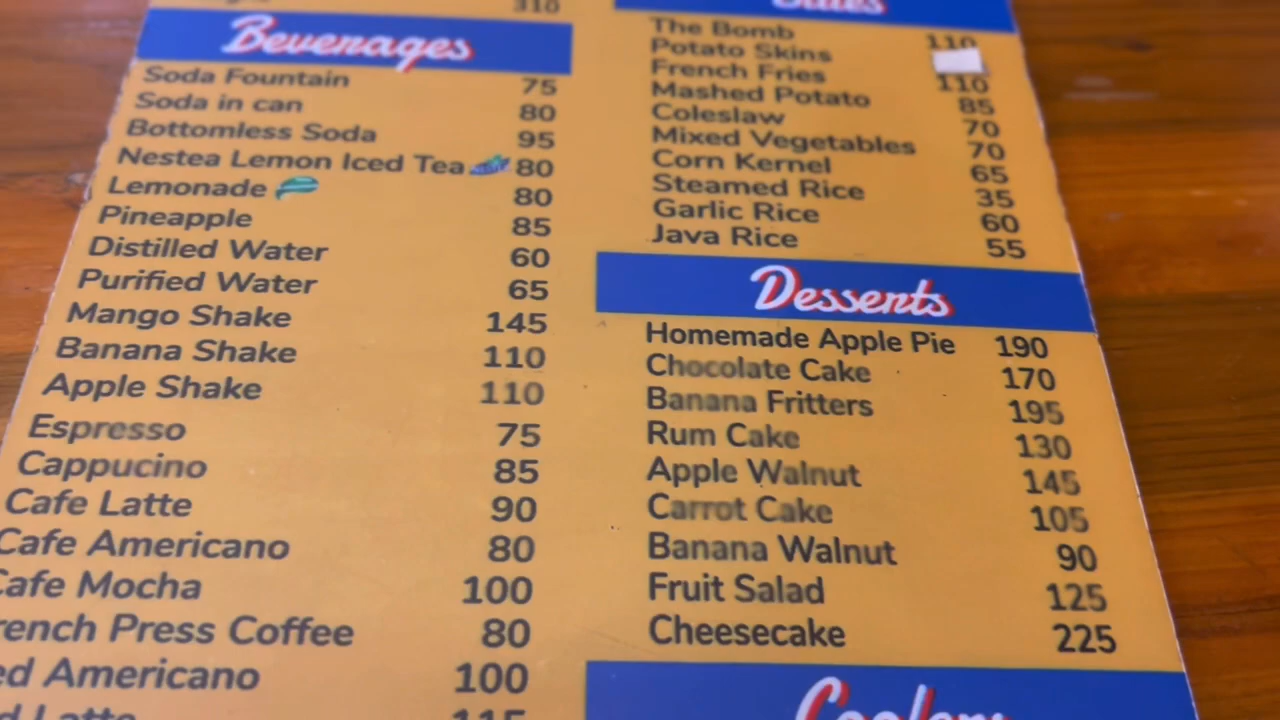 310
Beverages
Soda Fountain 75
Soda in can 80
Bottomless Soda 95
Nestea Lemon Iced Tea 80
Lemonade 80
Pineapple 85
Distilled Water 60
Purified Water 65
Mango Shake 145
Banana Shake 110
Apple Shake 110
Espresso 75
Cappucino 85
Cafe Latte 90
Cafe Americano 80
Cafe Mocha 100
rench Press Coffee 80
ed Americano 100
d Latte 115
The Bomb 110
Potato Skins
French Fries 110
Mashed Potato 85
Coleslaw 70
Mixed Vegetables 70
Corn Kernel 65
Steamed Rice 35
Garlic Rice 60
Java Rice 55
Desserts
Homemade Apple Pie 190
Chocolate Cake 170
Banana Fritters 195
Rum Cake 130
Apple Walnut 145
Carrot Cake 105
Banana Walnut 90
Fruit Salad 125
Cheesecake 225